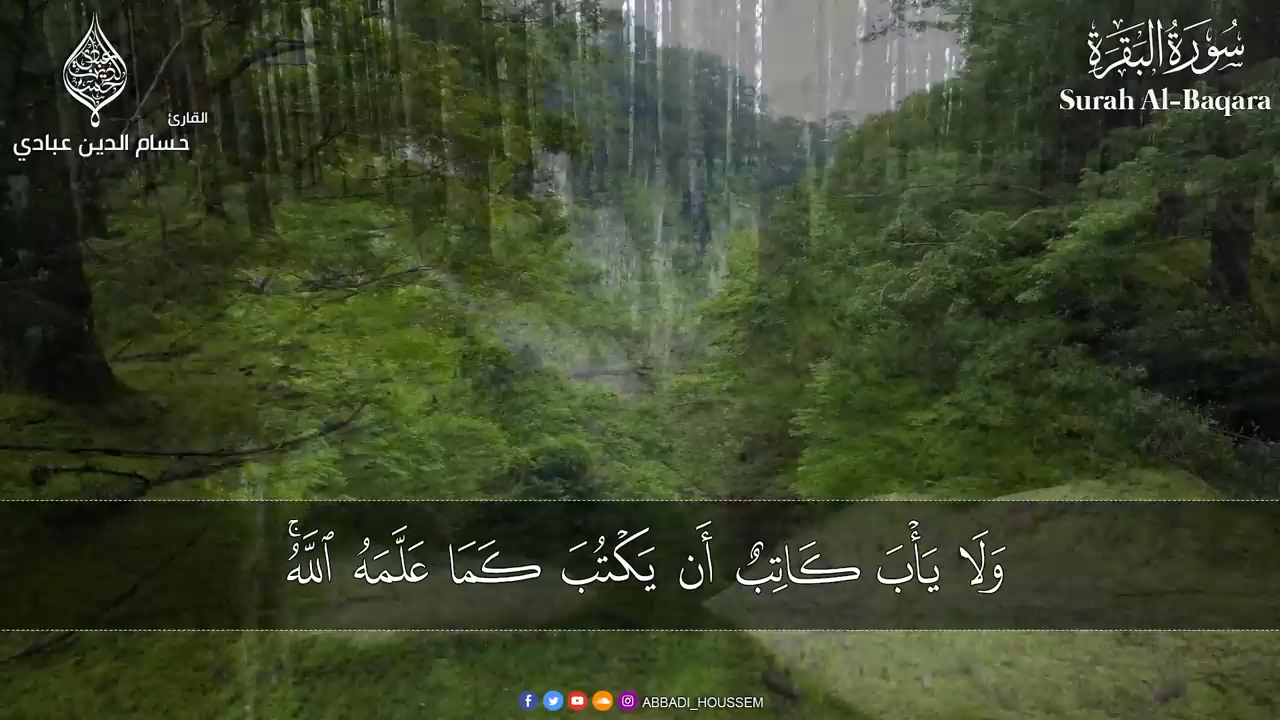 سُورَةُ البَقَرَةِ
Surah Al-Baqara
القارئ
حسام الدين عبادي
وَلَا يَأْبَ كَاتِبٌ أَن يَكْتُبَ كَمَا عَلَّمَهُ ٱللَّهُۚ
ABBADI_HOUSSEM